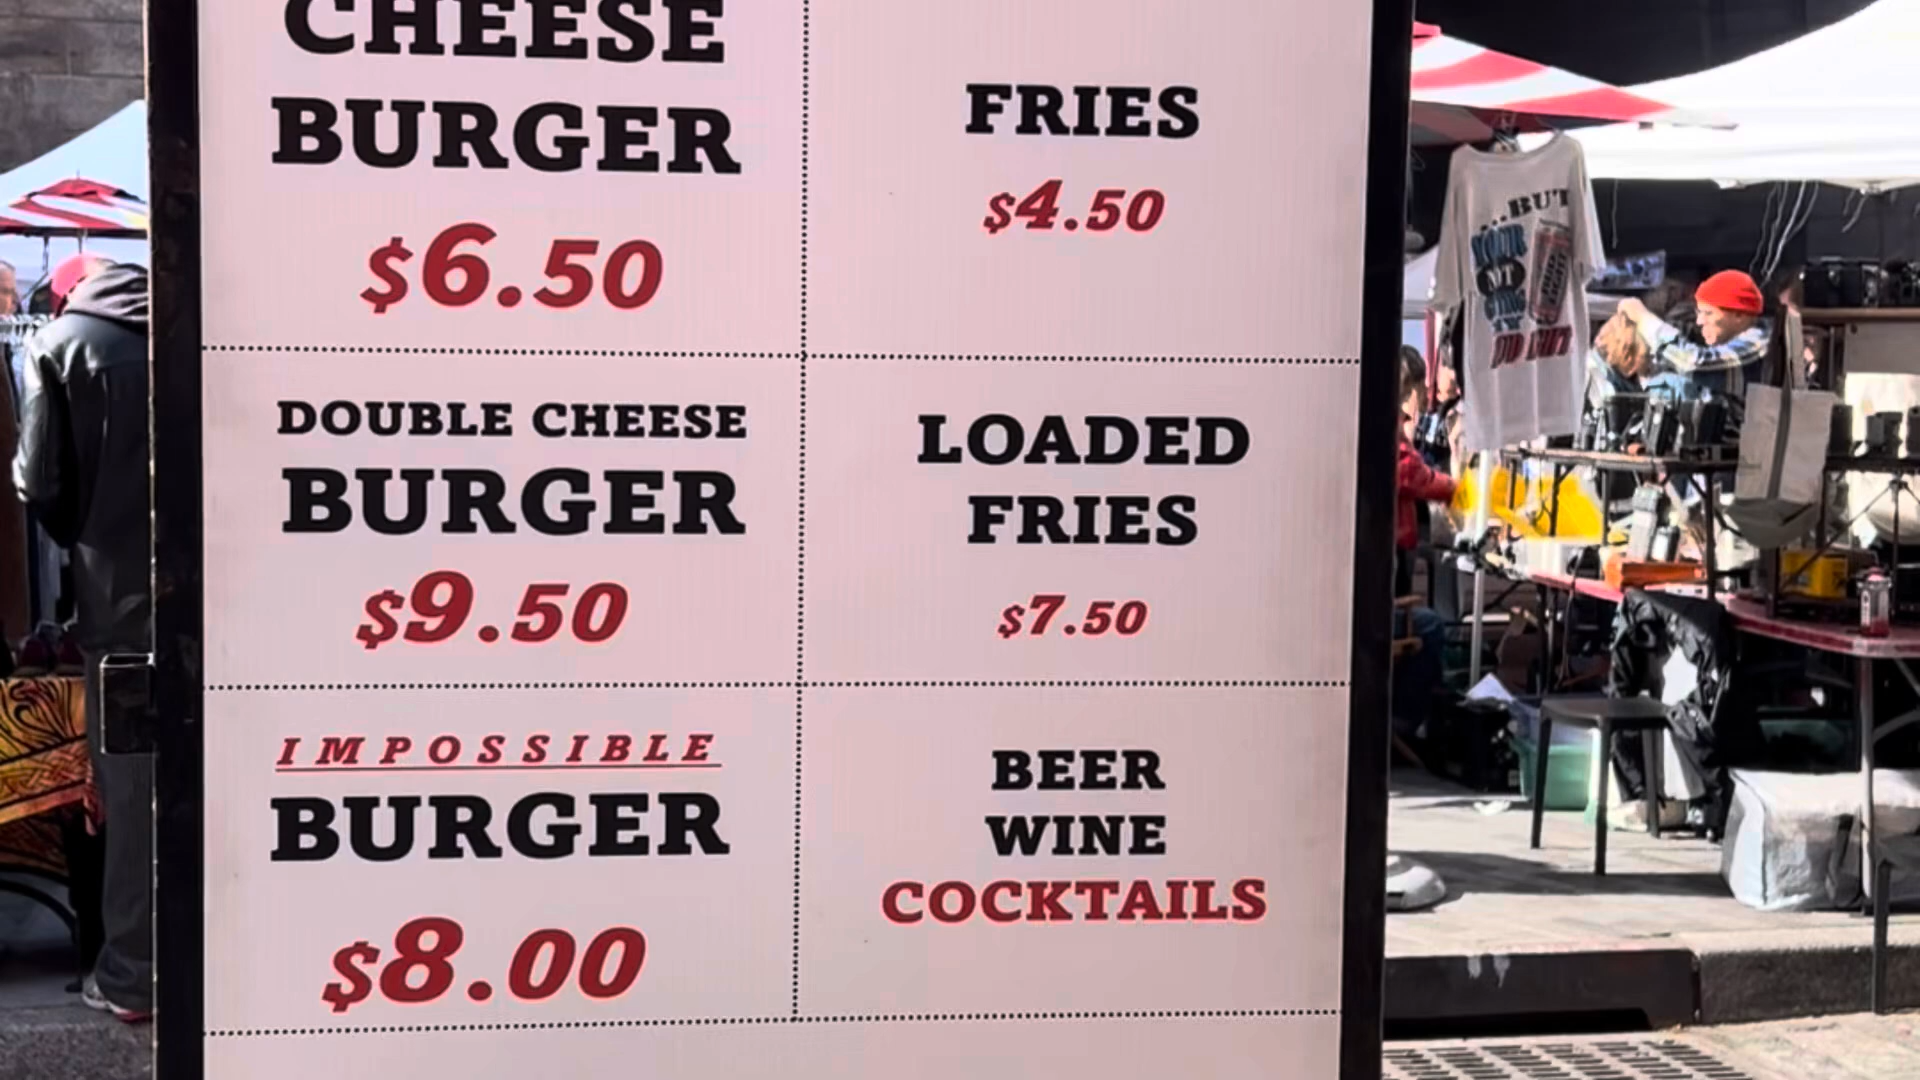 CHEESE
BURGER
$6.50
FRIES
$4.50
DOUBLE CHEESE
BURGER
$9.50
LOADED
FRIES
$7.50
IMPOSSIBLE
BURGER
$8.00
BEER
WINE
COCKTAILS
...BUT